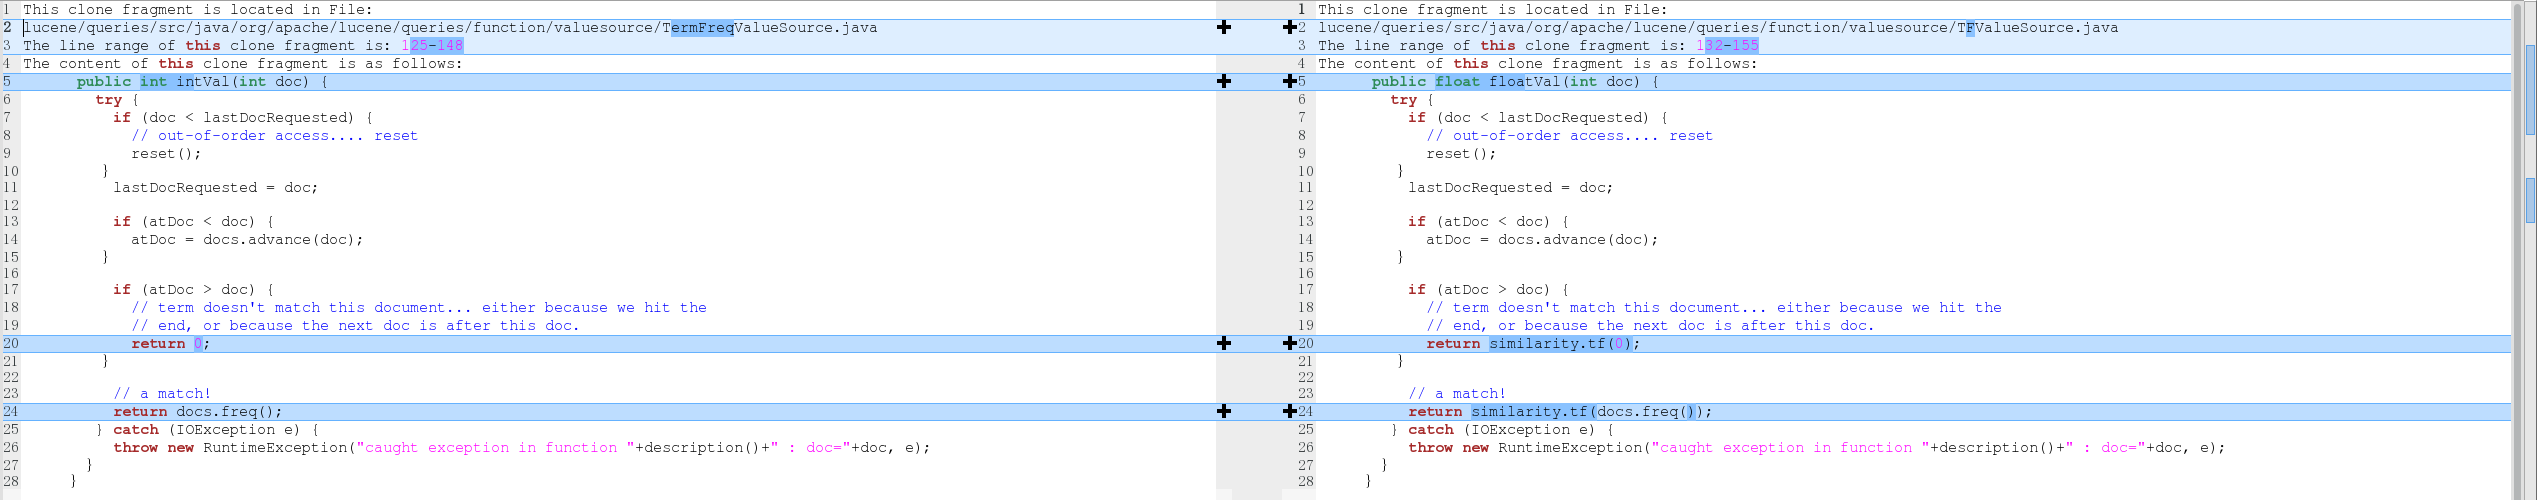 1 This clone fragment is located in File:
2 lucene/queries/src/java/org/apache/lucene/queries/function/valuesource/TermFreqValueSource.java
3 The line range of this clone fragment is: 125-148
4 The content of this clone fragment is as follows:
5       public int intVal(int doc) {
6         try {
7           if (doc < lastDocRequested) {
8             // out-of-order access.... reset
9             reset();
10           }
11           lastDocRequested = doc;
12
13           if (atDoc < doc) {
14             atDoc = docs.advance(doc);
15           }
16
17           if (atDoc > doc) {
18             // term doesn't match this document... either because we hit the
19             // end, or because the next doc is after this doc.
20             return 0;
21           }
22
23           // a match!
24           return docs.freq();
25         } catch (IOException e) {
26           throw new RuntimeException("caught exception in function "+description()+" : doc="+doc, e);
27         }
28       }
1 This clone fragment is located in File:
2 lucene/queries/src/java/org/apache/lucene/queries/function/valuesource/TFValueSource.java
3 The line range of this clone fragment is: 132-155
4 The content of this clone fragment is as follows:
5       public float floatVal(int doc) {
6         try {
7           if (doc < lastDocRequested) {
8             // out-of-order access.... reset
9             reset();
10           }
11           lastDocRequested = doc;
12
13           if (atDoc < doc) {
14             atDoc = docs.advance(doc);
15           }
16
17           if (atDoc > doc) {
18             // term doesn't match this document... either because we hit the
19             // end, or because the next doc is after this doc.
20             return similarity.tf(0);
21           }
22
23           // a match!
24           return similarity.tf(docs.freq());
25         } catch (IOException e) {
26           throw new RuntimeException("caught exception in function "+description()+" : doc="+doc, e);
27         }
28       }